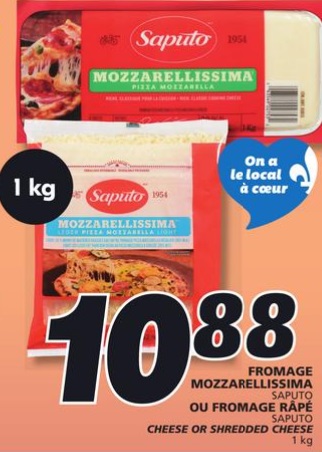 Saputo
1954
MOZZARELLISSIMA
PIZZA MOZZARELLA
On a
le local
à cœur
1 kg
Saputo
1954
MOZZARELLISSIMA
PIZZA MOZZARELLA
LIGHT
1088
FROMAGE
MOZZARELLISSIMA
SAPUTO
OU FROMAGE RÂPÉ
SAPUTO
CHEESE OR SHREDDED CHEESE
1 kg